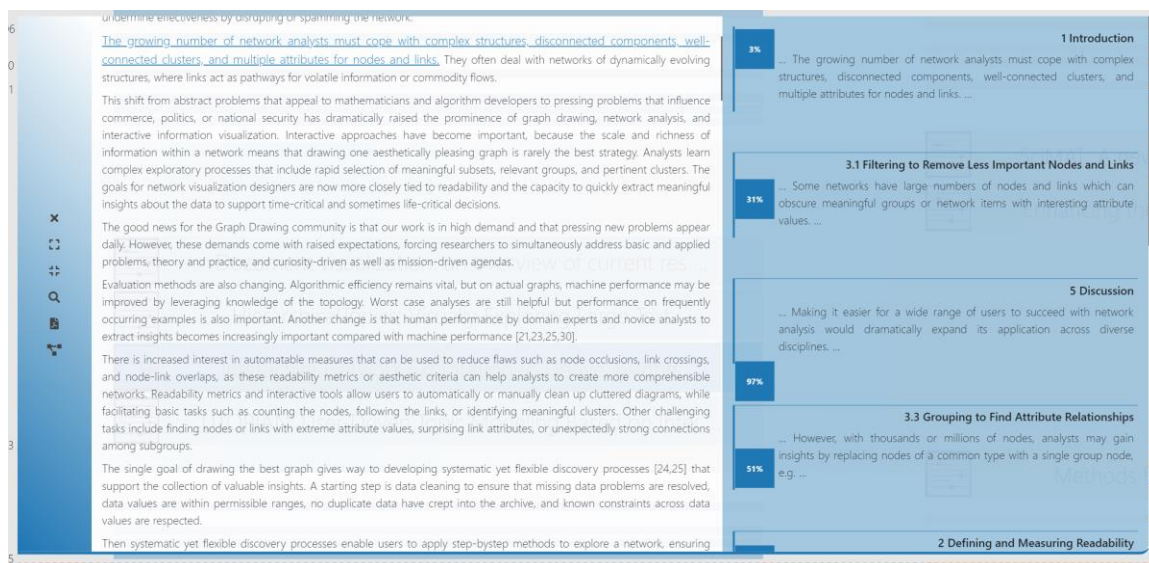 undermine effectiveness by disrupting or spamming the network.
The growing number of network analysts must cope with complex structures, disconnected components, well-
connected clusters, and multiple attributes for nodes and links. They often deal with networks of dynamically evolving
structures, where links act as pathways for volatile information or commodity flows.
This shift from abstract problems that appeal to mathematicians and algorithm developers to pressing problems that influence
commerce, politics, or national security has dramatically raised the prominence of graph drawing, network analysis, and
interactive information visualization. Interactive approaches have become important, because the scale and richness of
information within a network means that drawing one aesthetically pleasing graph is rarely the best strategy. Analysts learn
complex exploratory processes that include rapid selection of meaningful subsets, relevant groups, and pertinent clusters. The
goals for network visualization designers are now more closely tied to readability and the capacity to quickly extract meaningful
insights about the data to support time-critical and sometimes life-critical decisions.
The good news for the Graph Drawing community is that our work is in high demand and that pressing new problems appear
daily. However, these demands come with raised expectations, forcing researchers to simultaneously address basic and applied
problems, theory and practice, and curiosity-driven as well as mission-driven agendas.
Evaluation methods are also changing. Algorithmic efficiency remains vital, but on actual graphs, machine performance may be
improved by leveraging knowledge of the topology. Worst case analyses are still helpful but performance on frequently
occurring examples is also important. Another change is that human performance by domain experts and novice analysts to
extract insights becomes increasingly important compared with machine performance [21,23,25,30].
There is increased interest in automatable measures that can be used to reduce flaws such as node occlusions, link crossings,
and node-link overlaps, as these readability metrics or aesthetic criteria can help analysts to create more comprehensible
networks. Readability metrics and interactive tools allow users to automatically or manually clean up cluttered diagrams, while
facilitating basic tasks such as counting the nodes, following the links, or identifying meaningful clusters. Other challenging
tasks include finding nodes or links with extreme attribute values, surprising link attributes, or unexpectedly strong connections
among subgroups.
The single goal of drawing the best graph gives way to developing systematic yet flexible discovery processes [24,25] that
support the collection of valuable insights. A starting step is data cleaning to ensure that missing data problems are resolved,
data values are within permissible ranges, no duplicate data have crept into the archive, and known constraints across data
values are respected.
Then systematic yet flexible discovery processes enable users to apply step-bystep methods to explore a network, ensuring
1 Introduction
3%
... The growing number of network analysts must cope with complex
structures, disconnected components, well-connected clusters, and
multiple attributes for nodes and links. ...
3.1 Filtering to Remove Less Important Nodes and Links
31%
... Some networks have large numbers of nodes and links which can
obscure meaningful groups or network items with interesting attribute
values. ...
5 Discussion
... Making it easier for a wide range of users to succeed with network
analysis would dramatically expand its application across diverse
disciplines. ...
97%
3.3 Grouping to Find Attribute Relationships
... However, with thousands or millions of nodes, analysts may gain
insights by replacing nodes of a common type with a single group node,
51%
e.g. ...
2 Defining and Measuring Readability